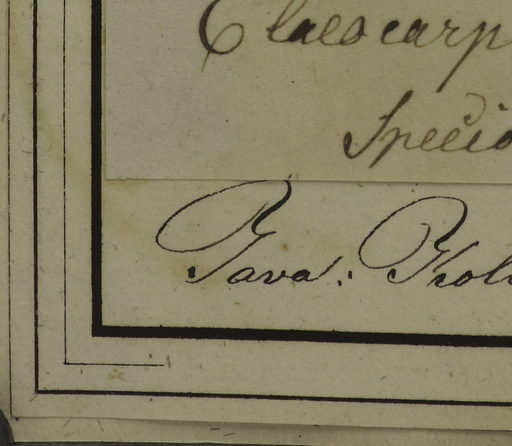 Elaeocarp
Specio
Java: Kol